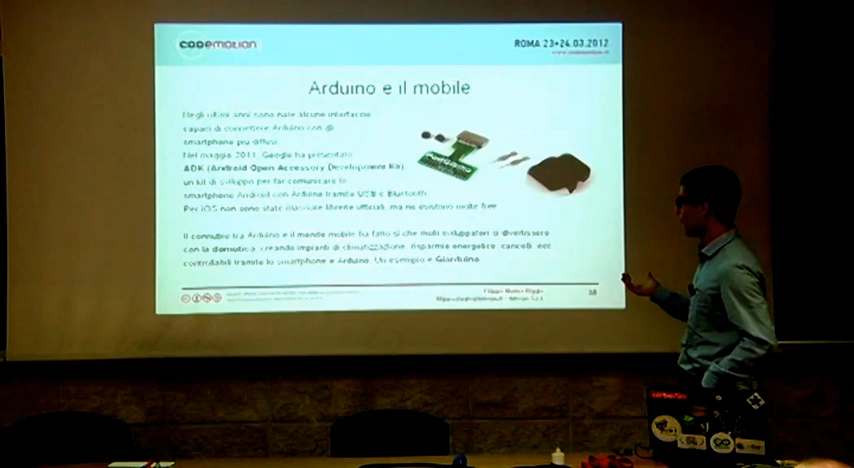 codemotion
ROMA 23+24.03.2012
Arduino e il mobile
Negli ultimi anni sono nate alcune interfacce
capaci di connettere Arduino con gli
smartphone più diffusi.
Nel maggio 2011, Google ha presentato
ADK (Android Open Accessory Development Kit)
un kit di sviluppo per far comunicare lo
smartphone Android con Arduino tramite USB e Bluetooth
Per iOS non sono state rilasciate librerie ufficiali, ma ne esistono molte free
Il connubio tra Arduino e il mondo mobile ha fatto sì che molti sviluppatori si divertissero
con la domotica, creando impianti di climatizzazione, risparmio energetico, cancelli, ecc
controllabili tramite lo smartphone e Arduino. Un esempio è Giarduino
38